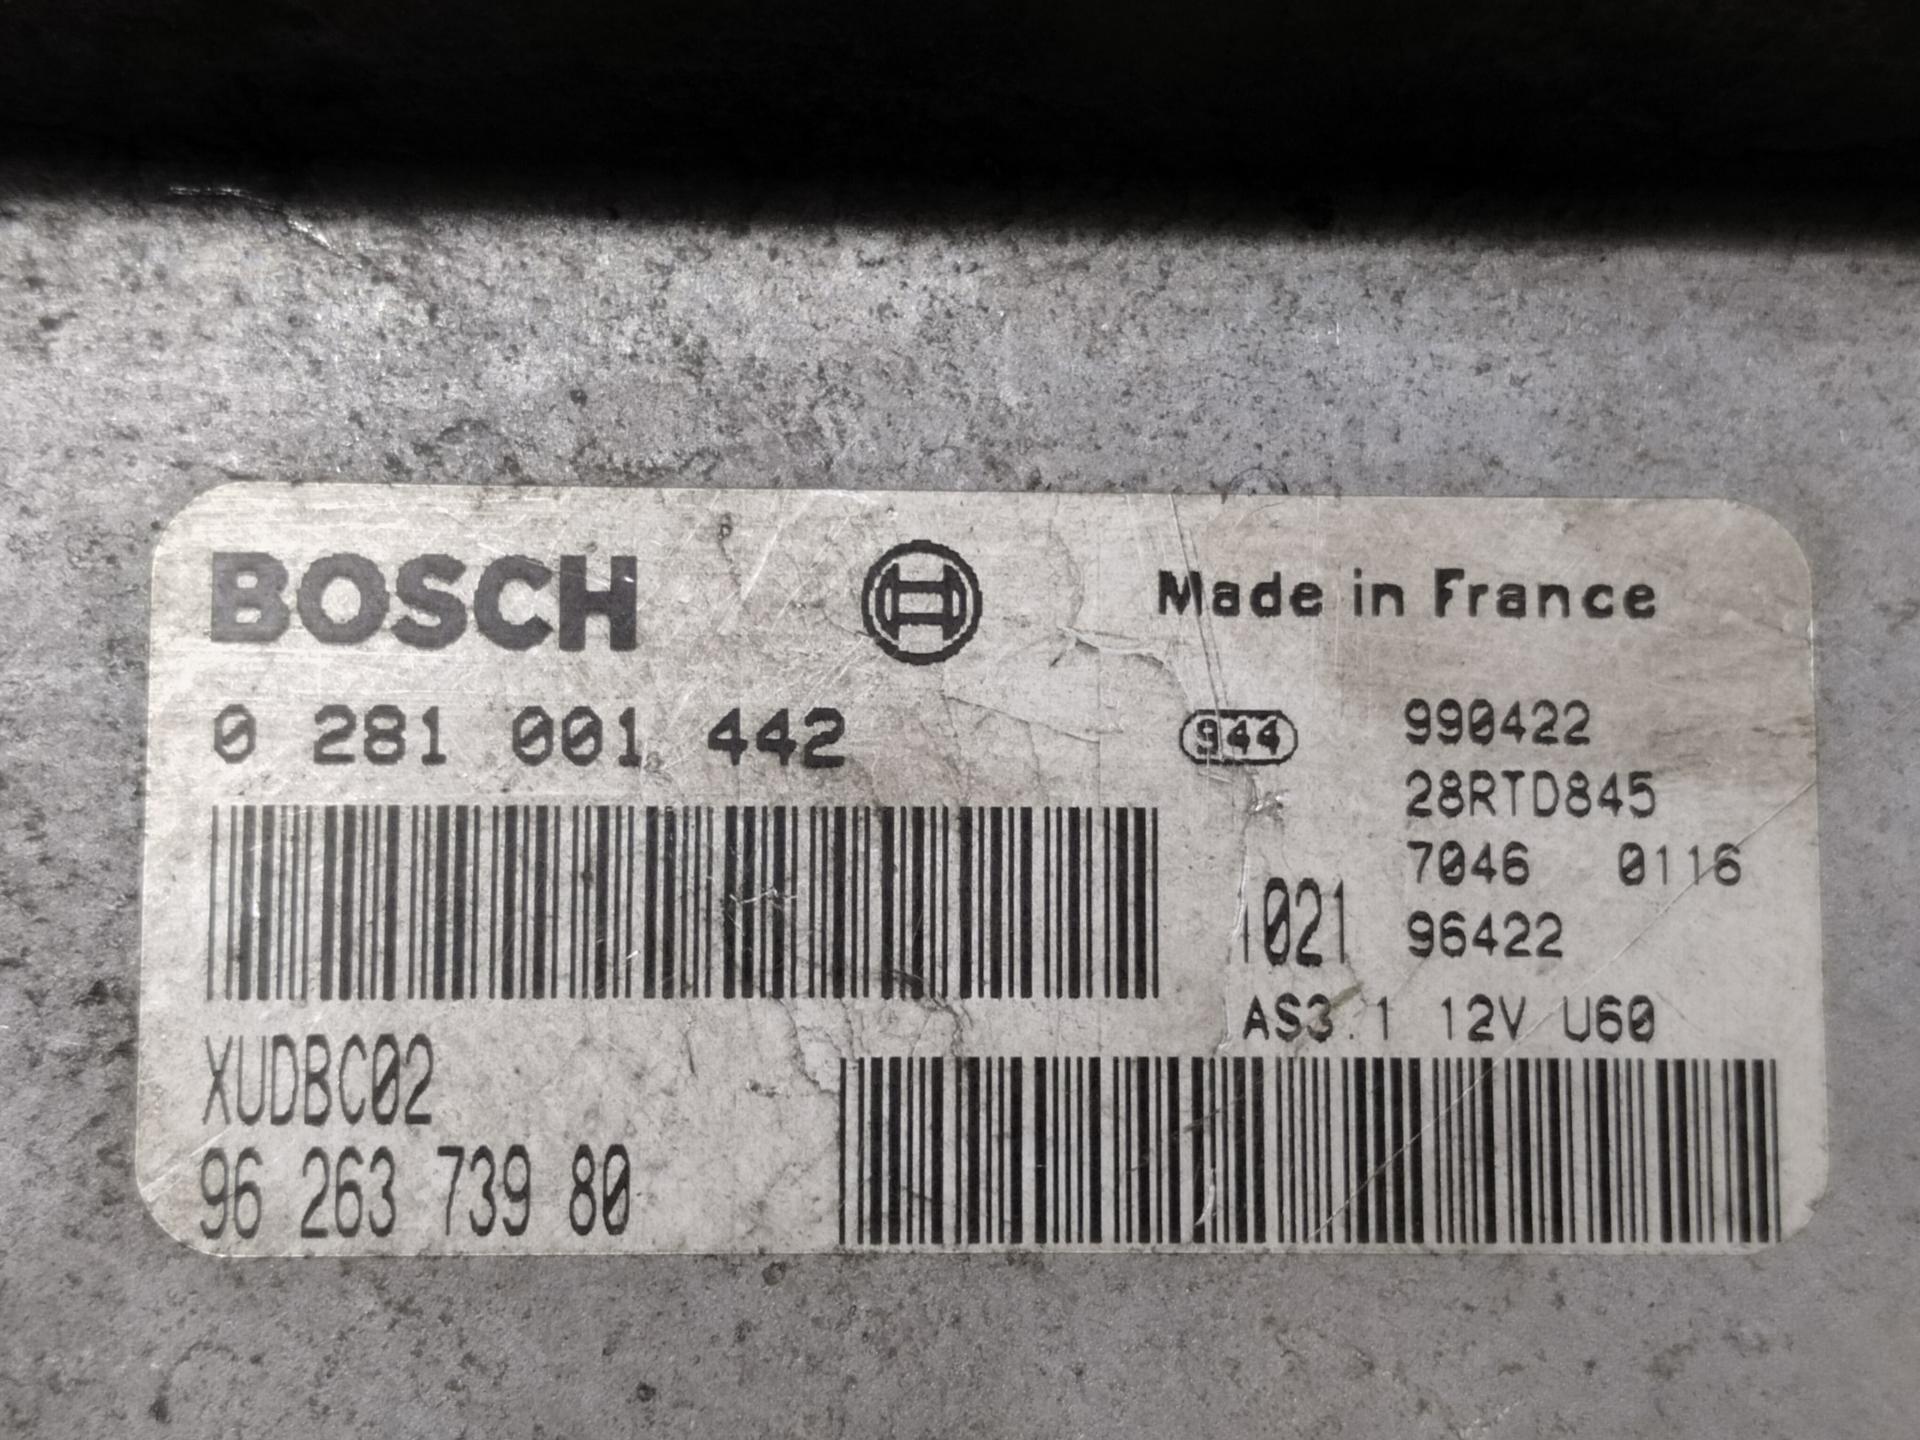 BOSCH
Made in France
0 281 001 442
944
990422
28RTD845
7046 0116
1021
96422
AS3.1 12V U60
XUDBC02
96 263 739 80